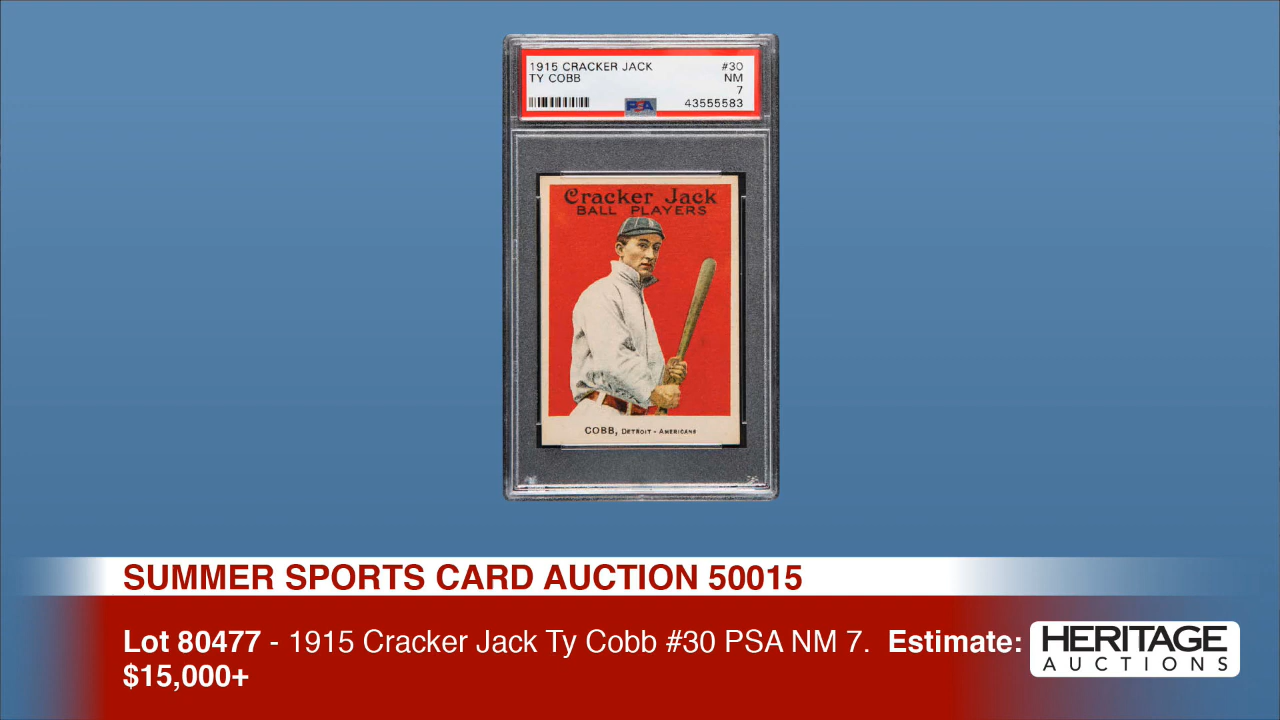 1915 CRACKER JACK #30
TY COBB NM
7
PSA 43555583
Cracker Jack
BALL PLAYERS
COBB, DETROIT - AMERICANS
SUMMER SPORTS CARD AUCTION 50015
Lot 80477 - 1915 Cracker Jack Ty Cobb #30 PSA NM 7. Estimate:
$15,000+
HERITAGE
AUCTIONS